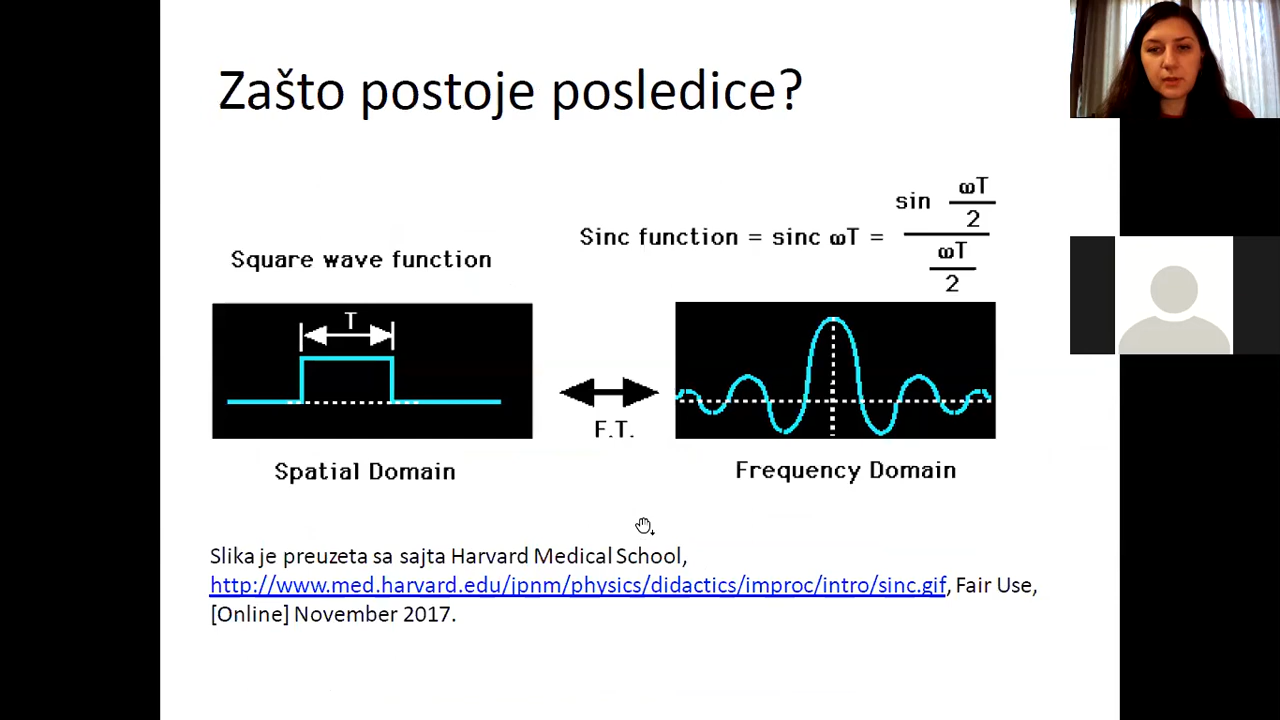 Zašto postoje posledice?
Sinc function = sinc ωT =
sin ωT
2
ωT
2
Square wave function
T
F.T.
Spatial Domain
Frequency Domain
Slika je preuzeta sa sajta Harvard Medical School,
http://www.med.harvard.edu/jpnm/physics/didactics/improc/intro/sinc.gif, Fair Use,
[Online] November 2017.